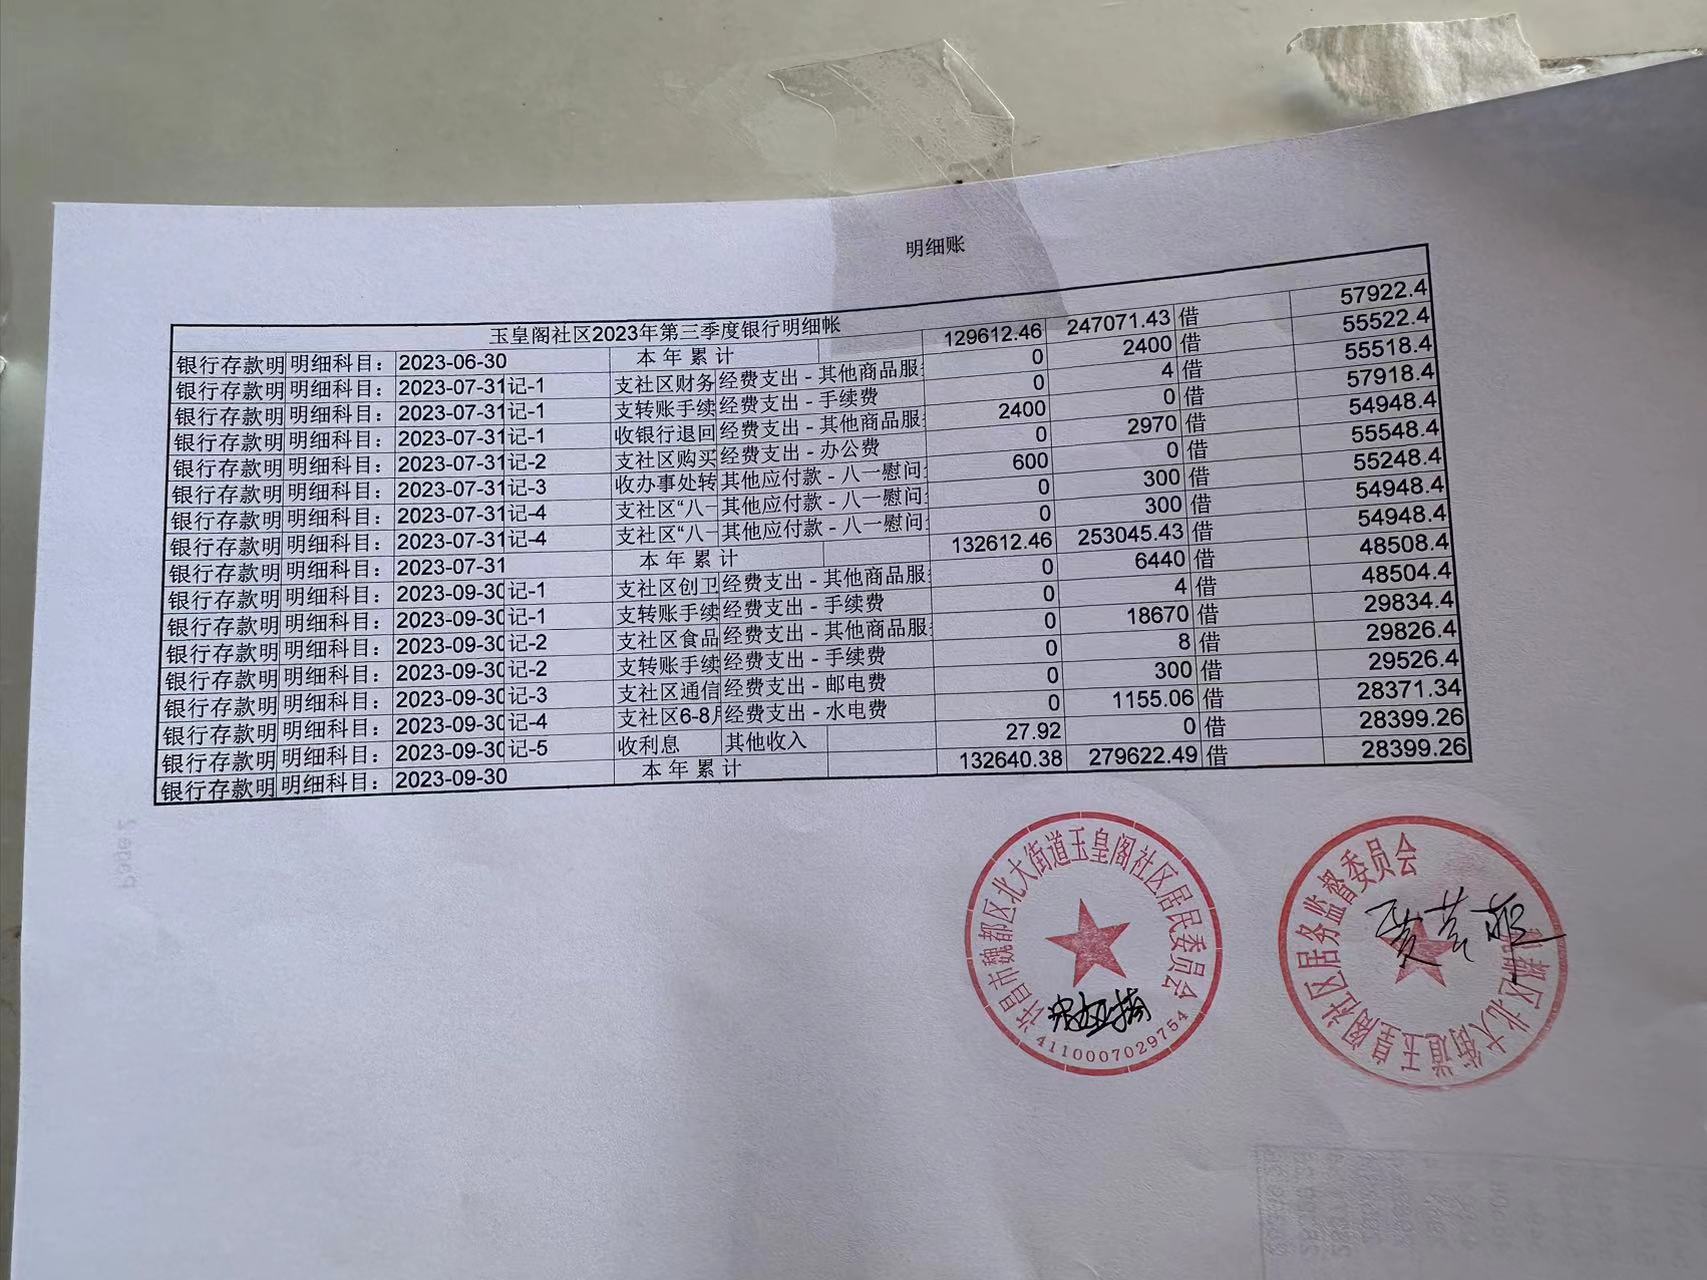 明细账
玉皇阁社区2023年第三季度银行明细帐
银行存款明 明细科目： 2023-06-30 本年累计 129612.46 247071.43 借 57922.4
银行存款明 明细科目： 2023-07-31 记-1 支社区财务 经费支出 - 其他商品服 0 2400 借 55522.4
银行存款明 明细科目： 2023-07-31 记-1 支转账手续 经费支出 - 手续费 0 4 借 55518.4
银行存款明 明细科目： 2023-07-31 记-1 收银行退回 经费支出 - 其他商品服 2400 0 借 57918.4
银行存款明 明细科目： 2023-07-31 记-2 支社区购买 经费支出 - 办公费 0 2970 借 54948.4
银行存款明 明细科目： 2023-07-31 记-3 收办事处转 其他应付款 - 八一慰问 600 0 借 55548.4
银行存款明 明细科目： 2023-07-31 记-4 支社区“八一 其他应付款 - 八一慰问 0 300 借 55248.4
银行存款明 明细科目： 2023-07-31 记-4 支社区“八一 其他应付款 - 八一慰问 0 300 借 54948.4
银行存款明 明细科目： 2023-07-31 本年累计 132612.46 253045.43 借 54948.4
银行存款明 明细科目： 2023-09-30 记-1 支社区创卫 经费支出 - 其他商品服 0 6440 借 48508.4
银行存款明 明细科目： 2023-09-30 记-1 支转账手续 经费支出 - 手续费 0 4 借 48504.4
银行存款明 明细科目： 2023-09-30 记-2 支社区食品 经费支出 - 其他商品服 0 18670 借 29834.4
银行存款明 明细科目： 2023-09-30 记-2 支转账手续 经费支出 - 手续费 0 8 借 29826.4
银行存款明 明细科目： 2023-09-30 记-3 支社区通信 经费支出 - 邮电费 0 300 借 29526.4
银行存款明 明细科目： 2023-09-30 记-4 支社区6-8月 经费支出 - 水电费 0 1155.06 借 28371.34
银行存款明 明细科目： 2023-09-30 记-5 收利息 其他收入 27.92 0 借 28399.26
银行存款明 明细科目： 2023-09-30 本年累计 132640.38 279622.49 借 28399.26
许昌市魏都区北大街道玉皇阁社区居民委员会
4110007029754
魏都区北大街道玉皇阁社区居务监督委员会